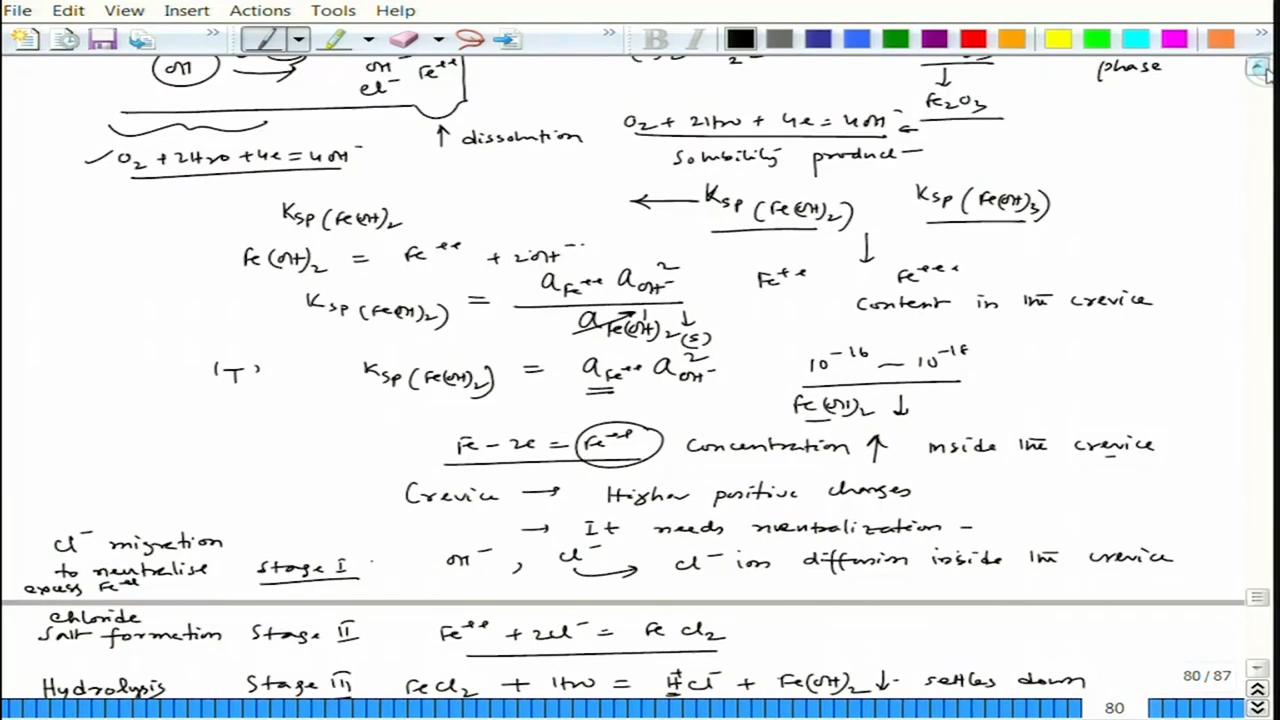 File Edit View Insert Actions Tools Help
OH⁻ Fe⁺⁺ phase
Cl⁻
Fe₂O₃
O₂ + 2H₂O + 4e = 4OH⁻
↑ dissolution
✓O₂ + 2H₂O + 4e = 4OH⁻ solubility product
Ksp (Fe(OH)₂ ← Ksp (Fe(OH)₂) Ksp (Fe(OH)₃)
Fe(OH)₂ = Fe⁺⁺ + 2OH⁻ ↓
Ksp (Fe(OH)₂) = a Fe⁺⁺ a OH⁻² / a Fe(OH)₂ (s) Fe⁺⁺ Fe⁺⁺⁺
content in the crevice
'T' Ksp (Fe(OH)₂) = a Fe⁺⁺ a² OH⁻ 10⁻¹⁶ ~ 10⁻¹⁸
Fe(OH)₂ ↓
Fe - 2e = Fe⁺⁺ Concentration ↑ inside the crevice
Crevice → Higher positive charges
→ It needs neutralization -
Cl⁻ migration
to neutralise Stage I OH⁻, Cl⁻ → Cl⁻ ion diffusion inside the crevice
excess Fe⁺⁺
chloride
salt formation Stage II Fe⁺⁺ + 2Cl⁻ = FeCl₂
80 / 87
Hydrolysis Stage III FeCl₂ + H₂O = H⁺Cl⁻ + Fe(OH)₂ ↓ settles down
80